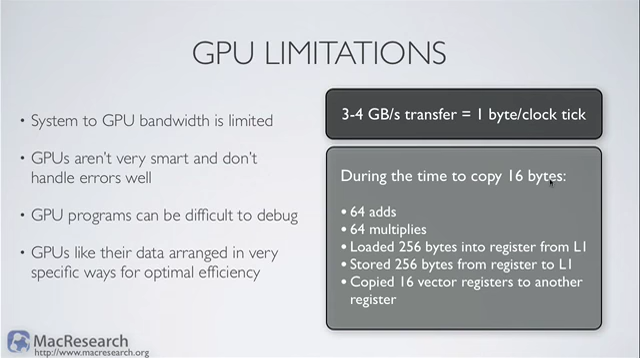 GPU LIMITATIONS
• System to GPU bandwidth is limited
• GPUs aren't very smart and don't
handle errors well
• GPU programs can be difficult to debug
• GPUs like their data arranged in very
specific ways for optimal efficiency
3-4 GB/s transfer = 1 byte/clock tick
During the time to copy 16 bytes:
• 64 adds
• 64 multiplies
• Loaded 256 bytes into register from L1
• Stored 256 bytes from register to L1
• Copied 16 vector registers to another
register
MacResearch
http://www.macresearch.org